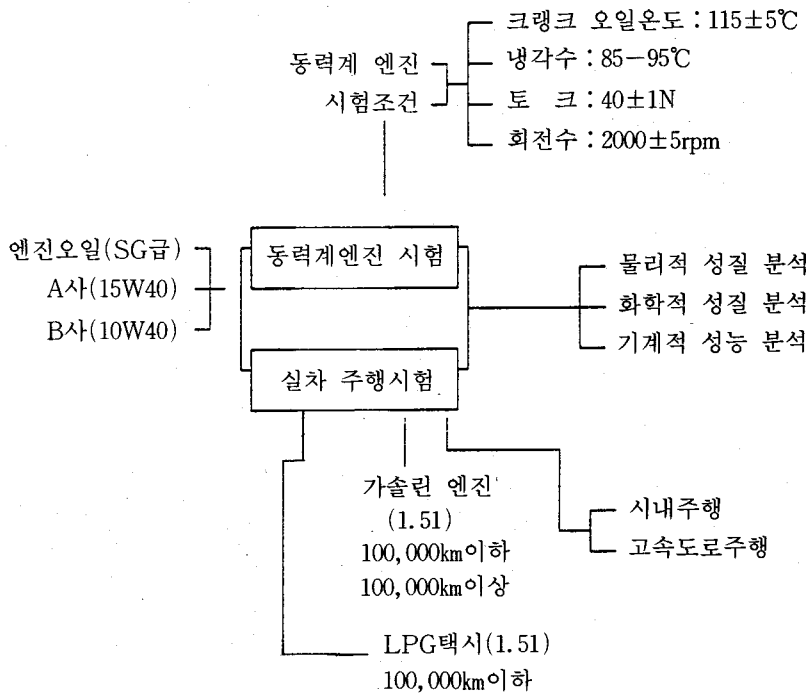 크랭크 오일온도 : 115±5℃
동력계 엔진
시험조건
냉각수 : 85-95℃
토 크 : 40±1N
회전수 : 2000±5rpm
엔진오일(SG급)
A사(15W40)
B사(10W40)
동력계엔진 시험
실차 주행시험
물리적 성질 분석
화학적 성질 분석
기계적 성능 분석
가솔린 엔진
(1.51)
100,000㎞이하
100,000㎞이상
시내주행
고속도로주행
LPG택시(1.51)
100,000㎞이하